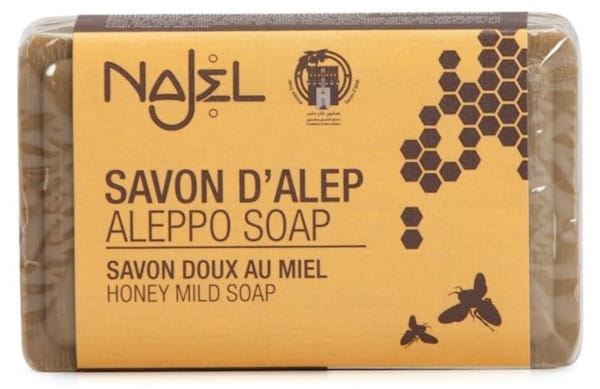 NAJEL
SAVON D'ALEP
ALEPPO SOAP
SAVON DOUX AU MIEL
HONEY MILD SOAP